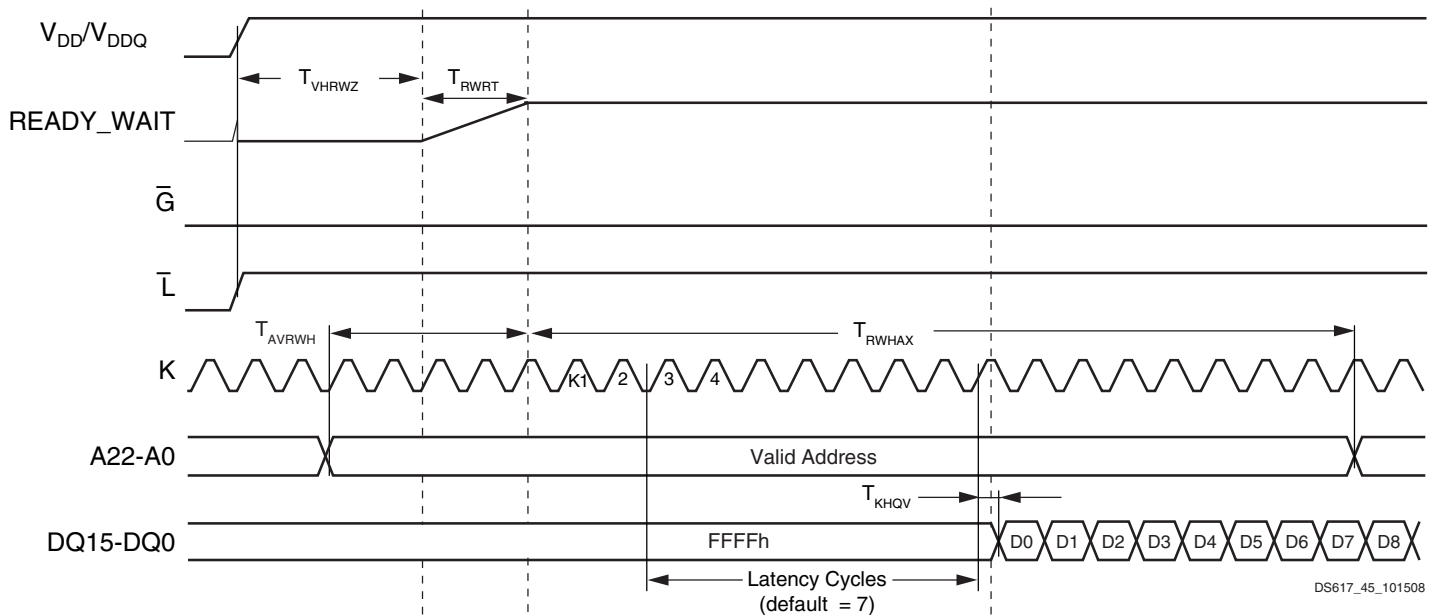 VDD/VDDQ
TVHRWZ
TRWRT
READY_WAIT
G̅
L̅
TAVRWH
TRWHAX
K
K1 2 3 4
A22-A0
Valid Address
TKHQV
DQ15-DQ0
FFFFh
D0 D1 D2 D3 D4 D5 D6 D7 D8
Latency Cycles
(default = 7)
DS617_45_101508